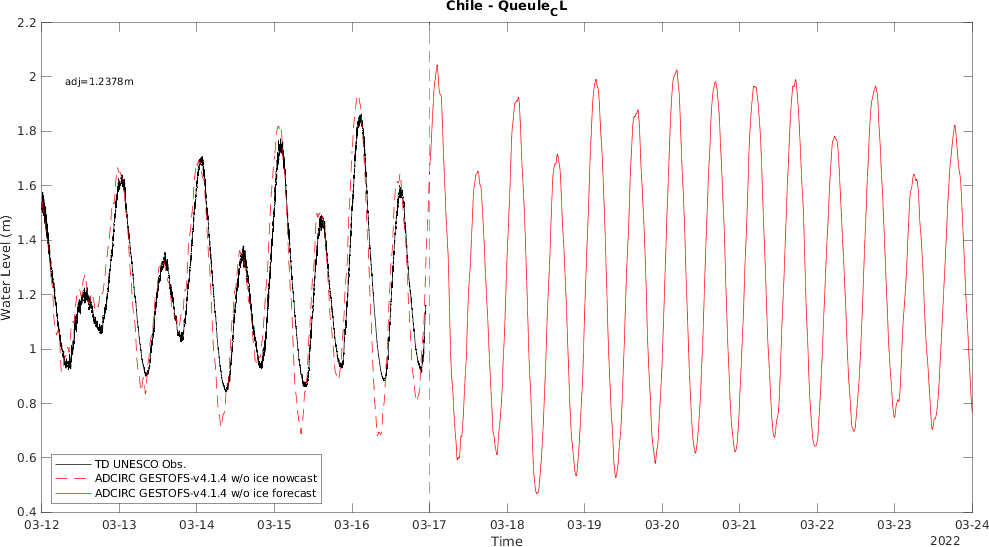 Chile - Queule_CL
adj=1.2378m
2.2
2
1.8
1.6
1.4
1.2
1
0.8
0.6
0.4
Water Level (m)
TD UNESCO Obs.
ADCIRC GESTOFS-v4.1.4 w/o ice nowcast
ADCIRC GESTOFS-v4.1.4 w/o ice forecast
03-12 03-13 03-14 03-15 03-16 03-17 03-18 03-19 03-20 03-21 03-22 03-23 03-24
Time
2022